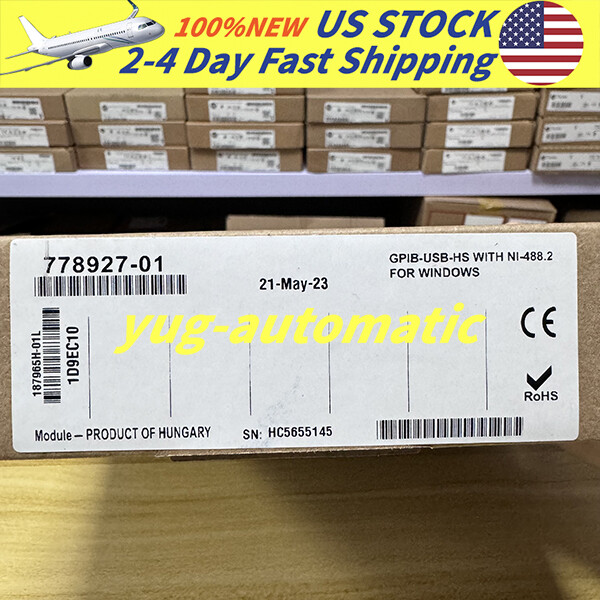 100%NEW US STOCK
2-4 Day Fast Shipping
778927-01
GPIB-USB-HS WITH NI-488.2
FOR WINDOWS
21-May-23
yug-automatic
187965H-01L
1D9EC10
CE
RoHS
Module – PRODUCT OF HUNGARY
SN: HC5655145